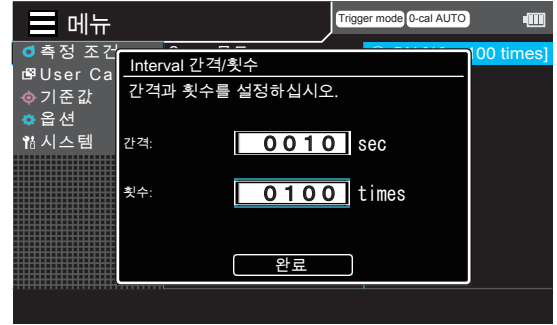 메뉴
Trigger mode 0-cal AUTO
측정 조건
100 times]
User Ca
기준값
옵션
시스템
Interval 간격/횟수
간격과 횟수를 설정하십시오.
간격: 0010 sec
횟수: 0100 times
완료